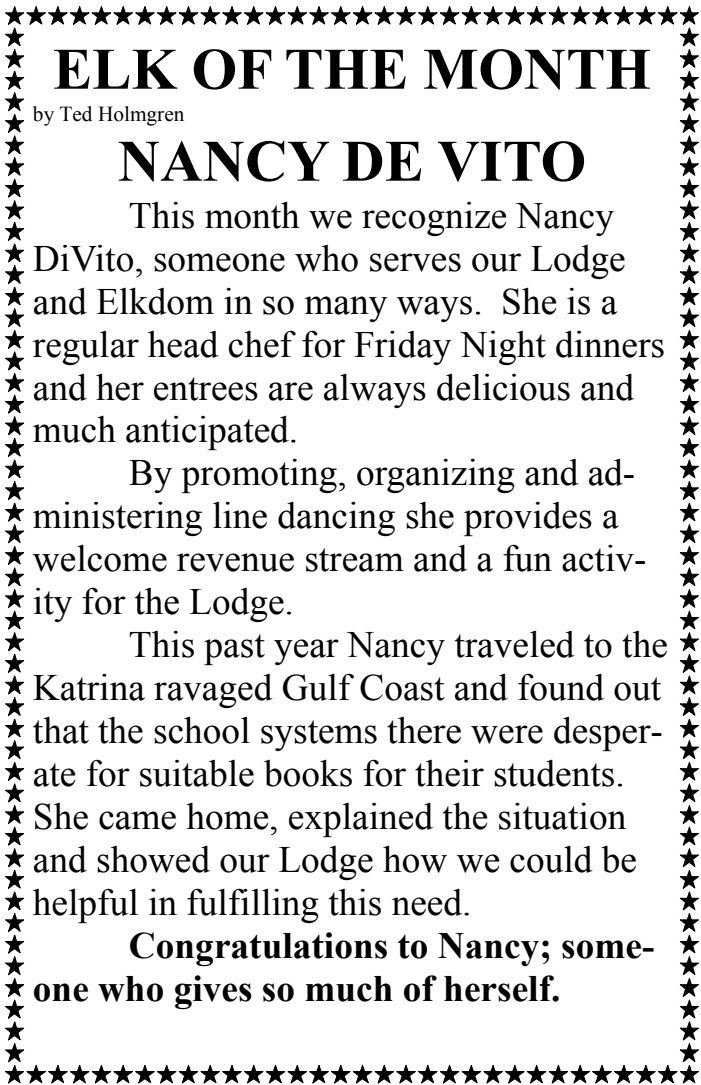 ELK OF THE MONTH
by Ted Holmgren
NANCY DE VITO
This month we recognize Nancy
DiVito, someone who serves our Lodge
and Elkdom in so many ways.  She is a
regular head chef for Friday Night dinners
and her entrees are always delicious and
much anticipated.
By promoting, organizing and ad-
ministering line dancing she provides a
welcome revenue stream and a fun activ-
ity for the Lodge.
This past year Nancy traveled to the
Katrina ravaged Gulf Coast and found out
that the school systems there were desper-
ate for suitable books for their students.
She came home, explained the situation
and showed our Lodge how we could be
helpful in fulfilling this need.
Congratulations to Nancy; some-
one who gives so much of herself.